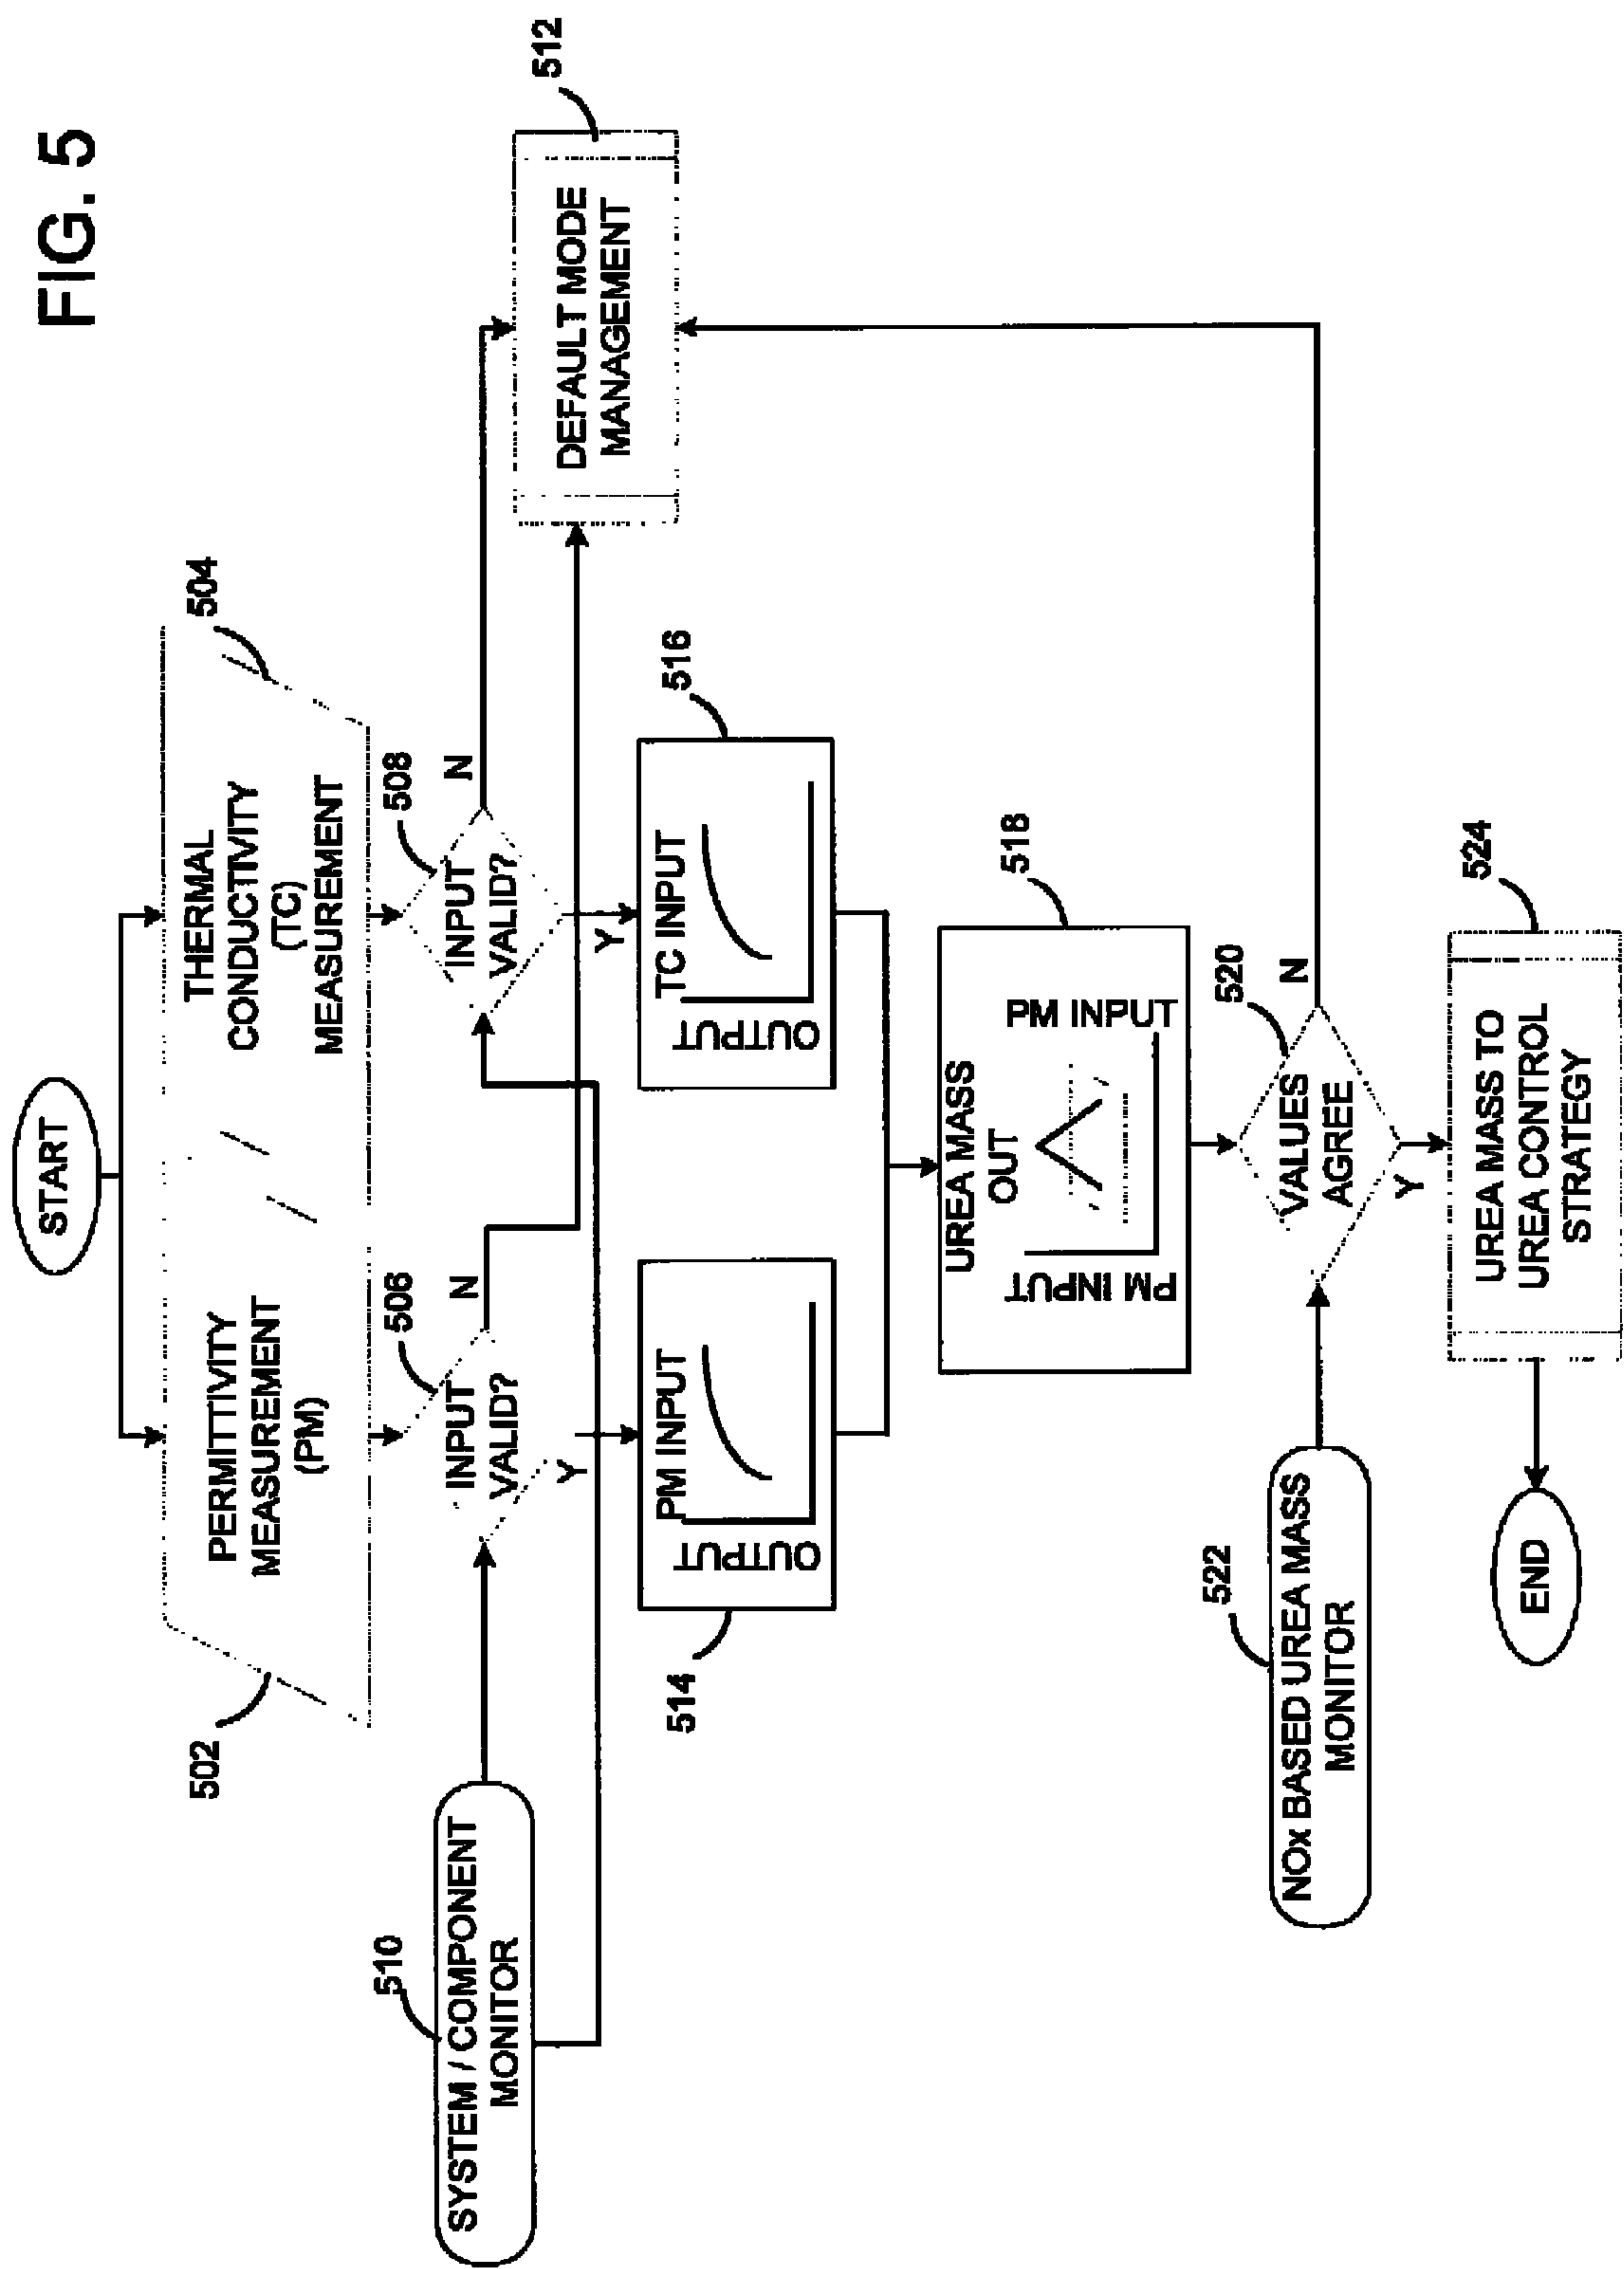 FIG. 5
START
502
PERMITTIVITY
MEASUREMENT
(PM)
THERMAL
CONDUCTIVITY
(TC)
MEASUREMENT
504
510
SYSTEM / COMPONENT
MONITOR
506
INPUT
VALID?
N
Y
508
INPUT
VALID?
N
Y
512
DEFAULT MODE
MANAGEMENT
514
PM INPUT
OUTPUT
516
TC INPUT
OUTPUT
518
UREA MASS
OUT
PM INPUT
PM INPUT
522
NOx BASED UREA MASS
MONITOR
520
VALUES
AGREE
N
Y
524
UREA MASS TO
UREA CONTROL
STRATEGY
END